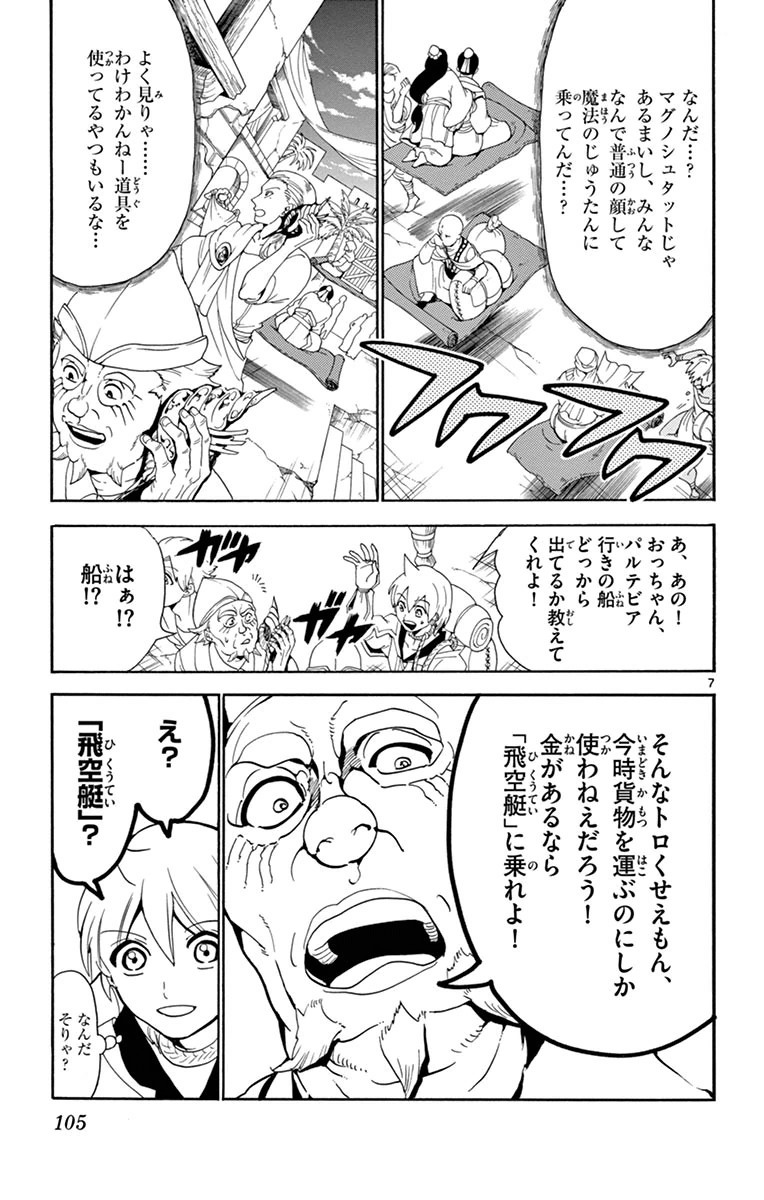 なんだ…?
マグノシュタットじゃ
あるまいし、みんな
なんで普通の顔して
魔法のじゅうたんに
乗ってんだ…?
フワフワ
よく見りゃ……
わけわかんねー道具を
使ってるやつもいるな…
あ、あの!
おっちゃん、
パルテビア
行きの船
どっから
出てるか教えて
くれよ!
ガヤ
ガヤ
はぁ!?
船!?
7
そんなトロくせえもん、
今時貨物を運ぶのにしか
使わねえだろう!
金があるなら
「飛空艇」に乗れよ!
え?
「飛空艇」?
なんだ
そりゃ?
105